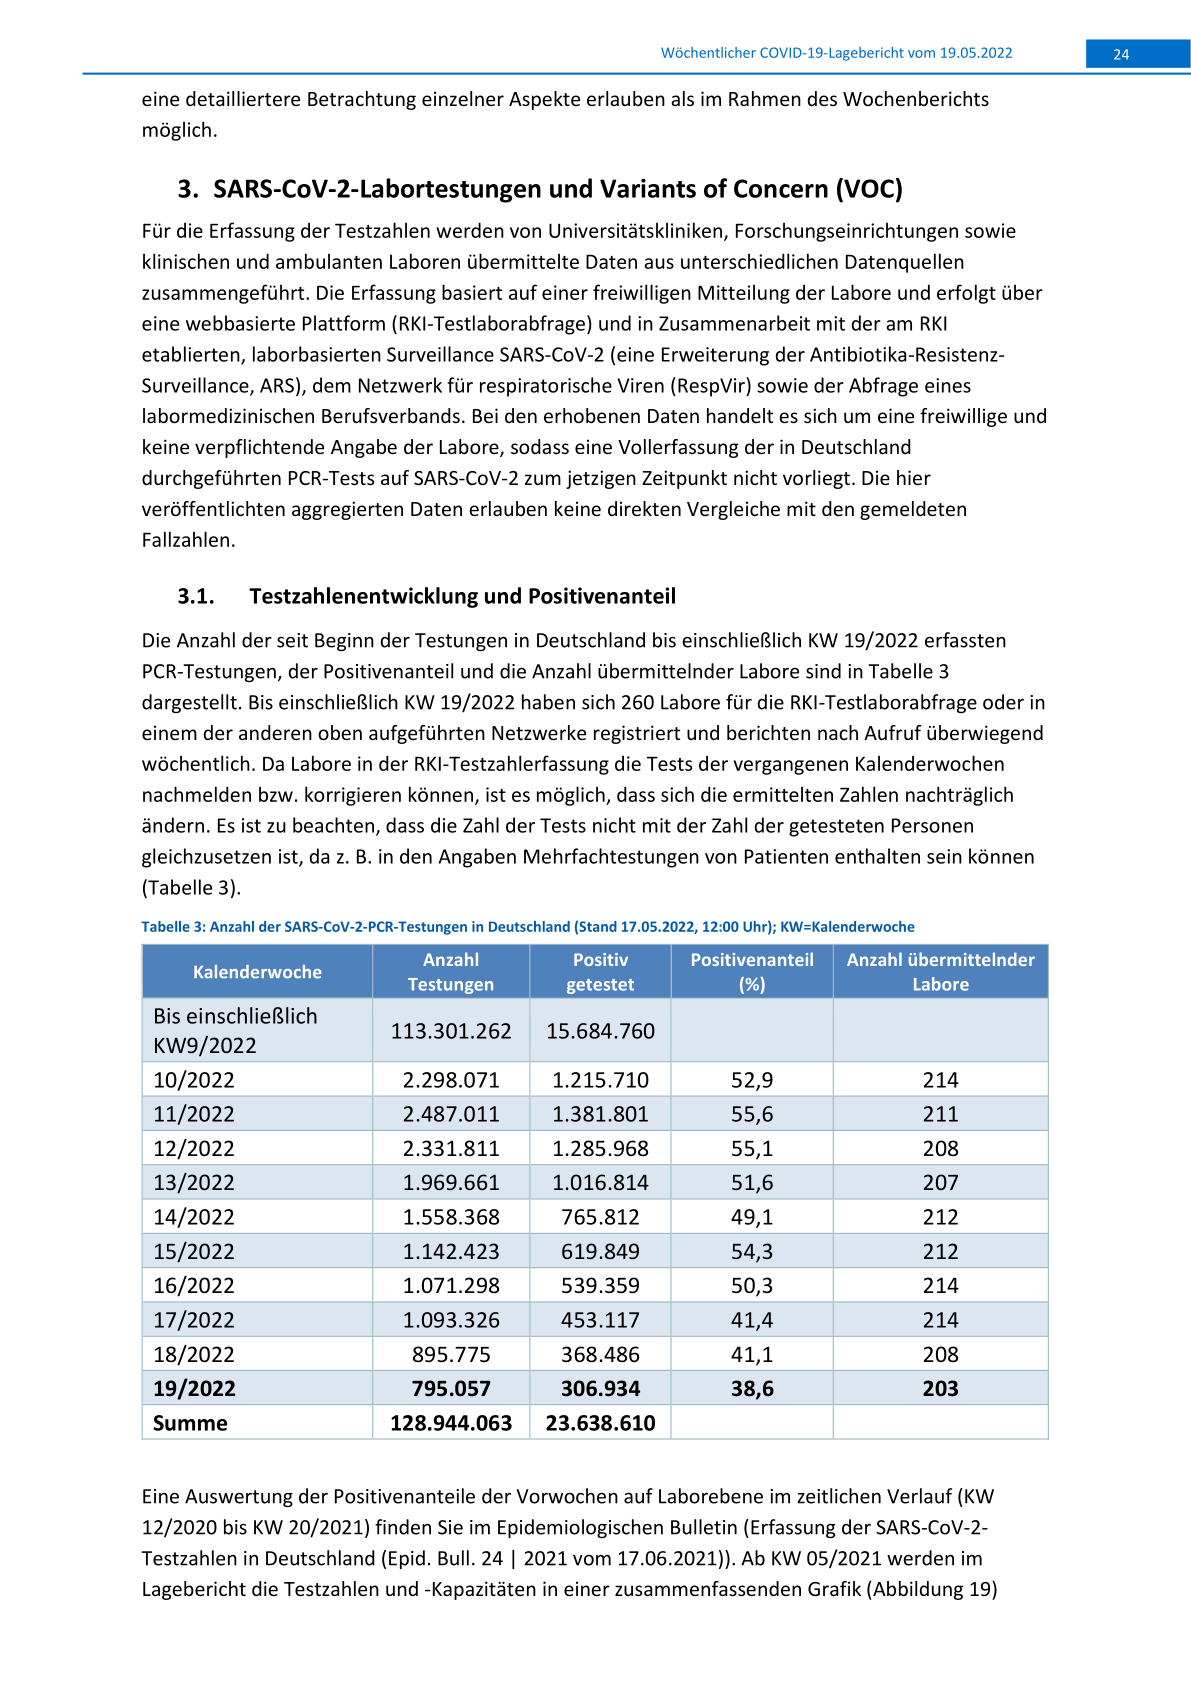 Wöchentlicher COVID-19-Lagebericht vom 19.05.2022
24
eine detailliertere Betrachtung einzelner Aspekte erlauben als im Rahmen des Wochenberichts
möglich.
3. SARS-CoV-2-Labortestungen und Variants of Concern (VOC)
Für die Erfassung der Testzahlen werden von Universitätskliniken, Forschungseinrichtungen sowie
klinischen und ambulanten Laboren übermittelte Daten aus unterschiedlichen Datenquellen
zusammengeführt. Die Erfassung basiert auf einer freiwilligen Mitteilung der Labore und erfolgt über
eine webbasierte Plattform (RKI-Testlaborabfrage) und in Zusammenarbeit mit der am RKI
etablierten, laborbasierten Surveillance SARS-CoV-2 (eine Erweiterung der Antibiotika-Resistenz-
Surveillance, ARS), dem Netzwerk für respiratorische Viren (RespVir) sowie der Abfrage eines
labormedizinischen Berufsverbands. Bei den erhobenen Daten handelt es sich um eine freiwillige und
keine verpflichtende Angabe der Labore, sodass eine Vollerfassung der in Deutschland
durchgeführten PCR-Tests auf SARS-CoV-2 zum jetzigen Zeitpunkt nicht vorliegt. Die hier
veröffentlichten aggregierten Daten erlauben keine direkten Vergleiche mit den gemeldeten
Fallzahlen.
3.1. Testzahlenentwicklung und Positivenanteil
Die Anzahl der seit Beginn der Testungen in Deutschland bis einschließlich KW 19/2022 erfassten
PCR-Testungen, der Positivenanteil und die Anzahl übermittelnder Labore sind in Tabelle 3
dargestellt. Bis einschließlich KW 19/2022 haben sich 260 Labore für die RKI-Testlaborabfrage oder in
einem der anderen oben aufgeführten Netzwerke registriert und berichten nach Aufruf überwiegend
wöchentlich. Da Labore in der RKI-Testzahlerfassung die Tests der vergangenen Kalenderwochen
nachmelden bzw. korrigieren können, ist es möglich, dass sich die ermittelten Zahlen nachträglich
ändern. Es ist zu beachten, dass die Zahl der Tests nicht mit der Zahl der getesteten Personen
gleichzusetzen ist, da z. B. in den Angaben Mehrfachtestungen von Patienten enthalten sein können
(Tabelle 3).
Tabelle 3: Anzahl der SARS-CoV-2-PCR-Testungen in Deutschland (Stand 17.05.2022, 12:00 Uhr); KW=Kalenderwoche
Kalenderwoche Anzahl Testungen Positiv getestet Positivenanteil (%) Anzahl übermittelnder Labore
Bis einschließlich KW9/2022 113.301.262 15.684.760
10/2022 2.298.071 1.215.710 52,9 214
11/2022 2.487.011 1.381.801 55,6 211
12/2022 2.331.811 1.285.968 55,1 208
13/2022 1.969.661 1.016.814 51,6 207
14/2022 1.558.368 765.812 49,1 212
15/2022 1.142.423 619.849 54,3 212
16/2022 1.071.298 539.359 50,3 214
17/2022 1.093.326 453.117 41,4 214
18/2022 895.775 368.486 41,1 208
19/2022 795.057 306.934 38,6 203
Summe 128.944.063 23.638.610
Eine Auswertung der Positivenanteile der Vorwochen auf Laborebene im zeitlichen Verlauf (KW
12/2020 bis KW 20/2021) finden Sie im Epidemiologischen Bulletin (Erfassung der SARS-CoV-2-
Testzahlen in Deutschland (Epid. Bull. 24 | 2021 vom 17.06.2021)). Ab KW 05/2021 werden im
Lagebericht die Testzahlen und -Kapazitäten in einer zusammenfassenden Grafik (Abbildung 19)